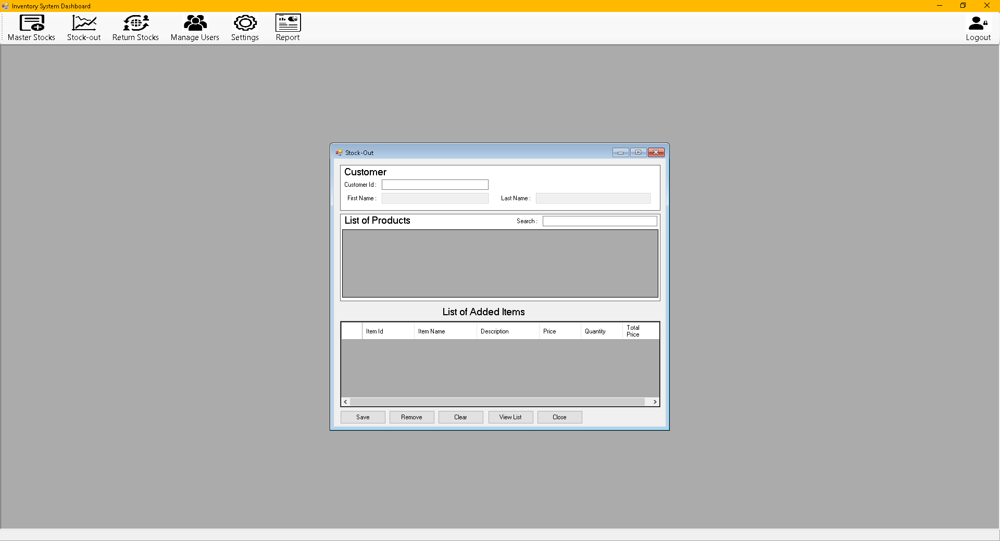 Inventory System Dashboard
Master Stocks
Stock-out
Return Stocks
Manage Users
Settings
Report
Logout
Stock-Out
Customer
Customer Id :
First Name :
Last Name :
List of Products
Search :
List of Added Items
Item Id
Item Name
Description
Price
Quantity
Total
Price
Save
Remove
Clear
View List
Close